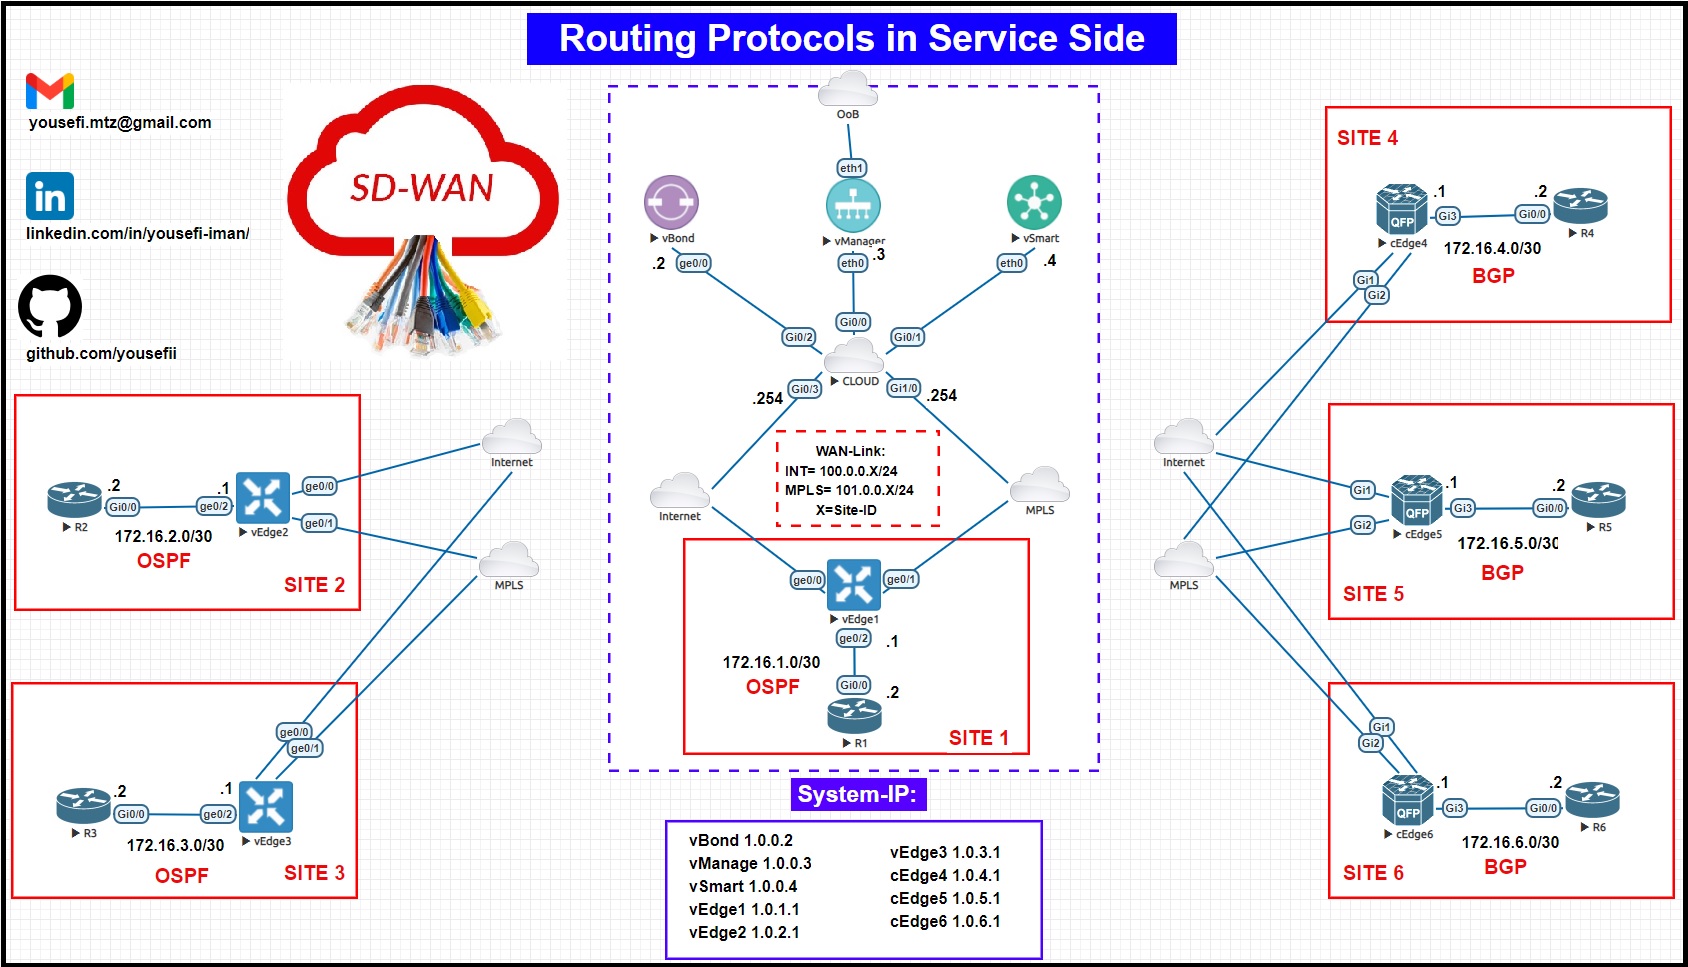 Routing Protocols in Service Side
yousefi.mtz@gmail.com
in
linkedin.com/in/yousefi-iman/
github.com/yousefii
SD-WAN
OoB
eth1
vBond
vManager
vSmart
.2
ge0/0
eth0
.3
eth0
.4
Gi0/2
Gi0/0
Gi0/1
CLOUD
.254
Gi0/3
Gi1/0
.254
WAN-Link:
INT= 100.0.0.X/24
MPLS= 101.0.0.X/24
X=Site-ID
Internet
MPLS
ge0/0
ge0/1
vEdge1
ge0/2
.1
172.16.1.0/30
OSPF
Gi0/0
.2
R1
SITE 1
R2
.2
Gi0/0
.1
ge0/2
vEdge2
ge0/0
ge0/1
172.16.2.0/30
OSPF
SITE 2
Internet
MPLS
ge0/0
ge0/1
R3
.2
Gi0/0
.1
ge0/2
vEdge3
172.16.3.0/30
OSPF
SITE 3
SITE 4
QFP
cEdge4
.1
Gi3
.2
Gi0/0
R4
172.16.4.0/30
BGP
Gi1
Gi2
Internet
MPLS
Gi1
Gi2
QFP
cEdge5
.1
Gi3
.2
Gi0/0
R5
172.16.5.0/30
BGP
SITE 5
Gi1
Gi2
QFP
cEdge6
.1
Gi3
.2
Gi0/0
R6
172.16.6.0/30
BGP
SITE 6
System-IP:
vBond 1.0.0.2
vManage 1.0.0.3
vSmart 1.0.0.4
vEdge1 1.0.1.1
vEdge2 1.0.2.1
vEdge3 1.0.3.1
cEdge4 1.0.4.1
cEdge5 1.0.5.1
cEdge6 1.0.6.1